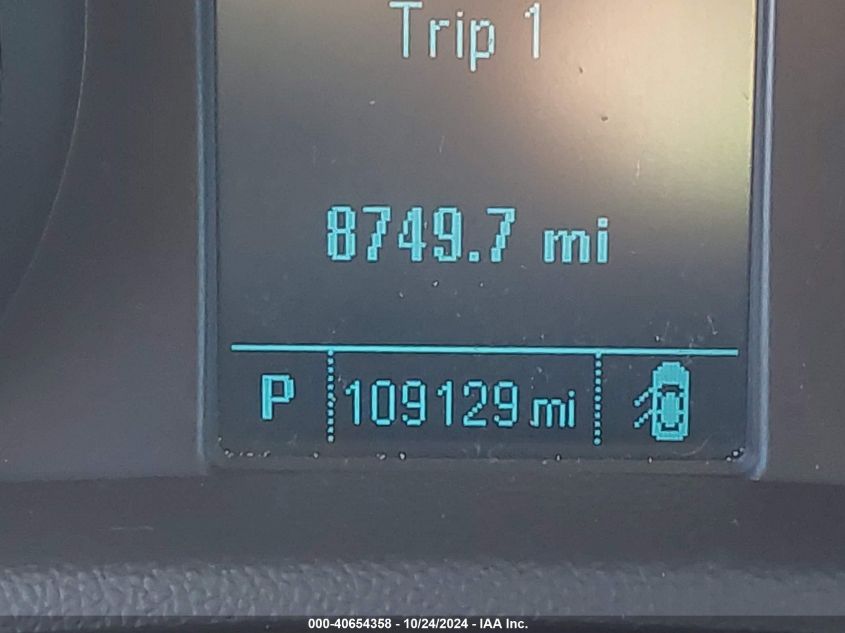 Trip 1
8749.7 mi
P 109129 mi
000-40654358 - 10/24/2024 - IAA Inc.